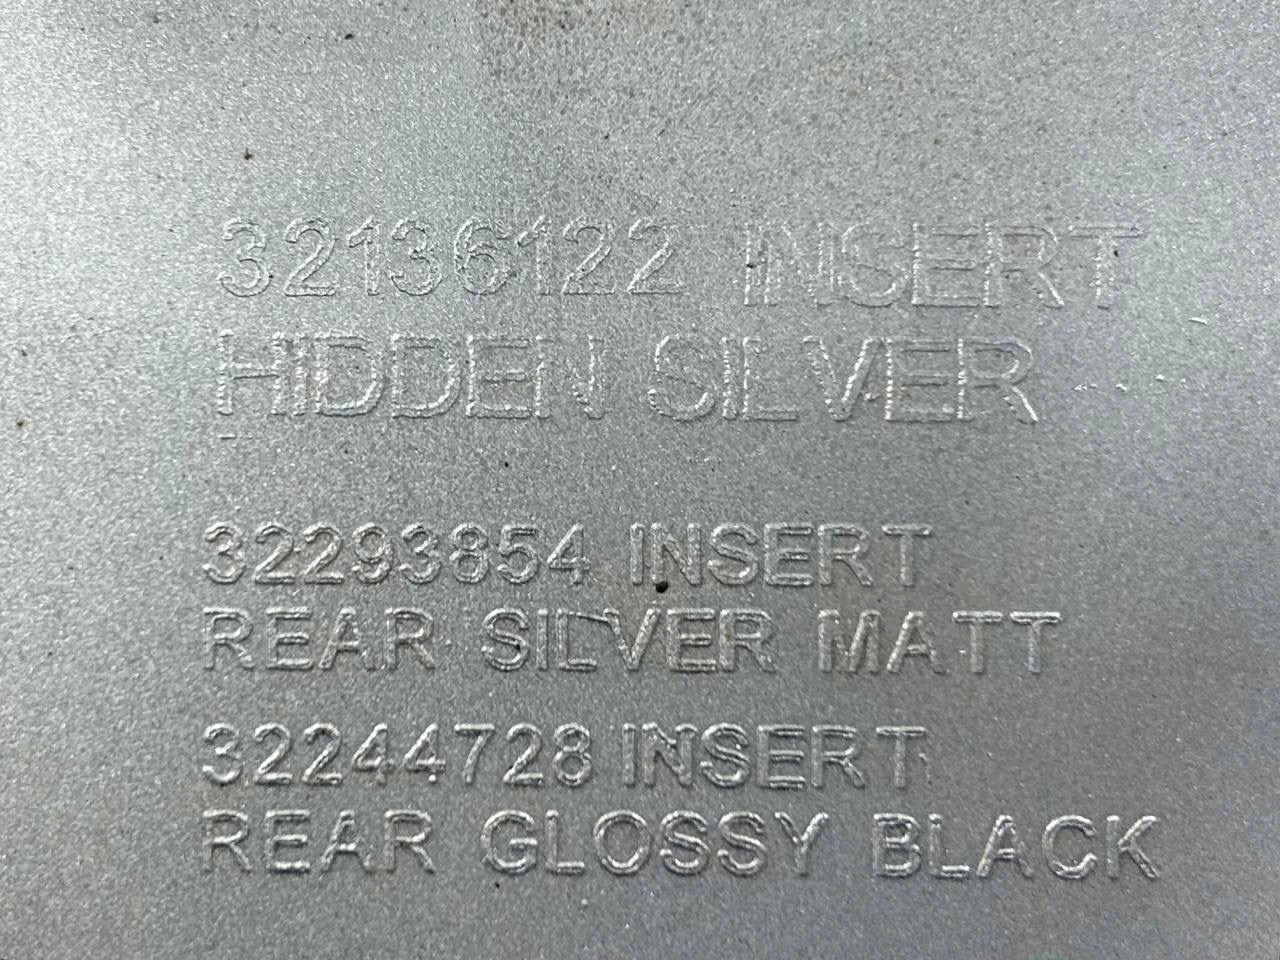 32136122 INSERT
HIDDEN SILVER
32293854 INSERT
REAR SILVER MATT
32244728 INSERT
REAR GLOSSY BLACK